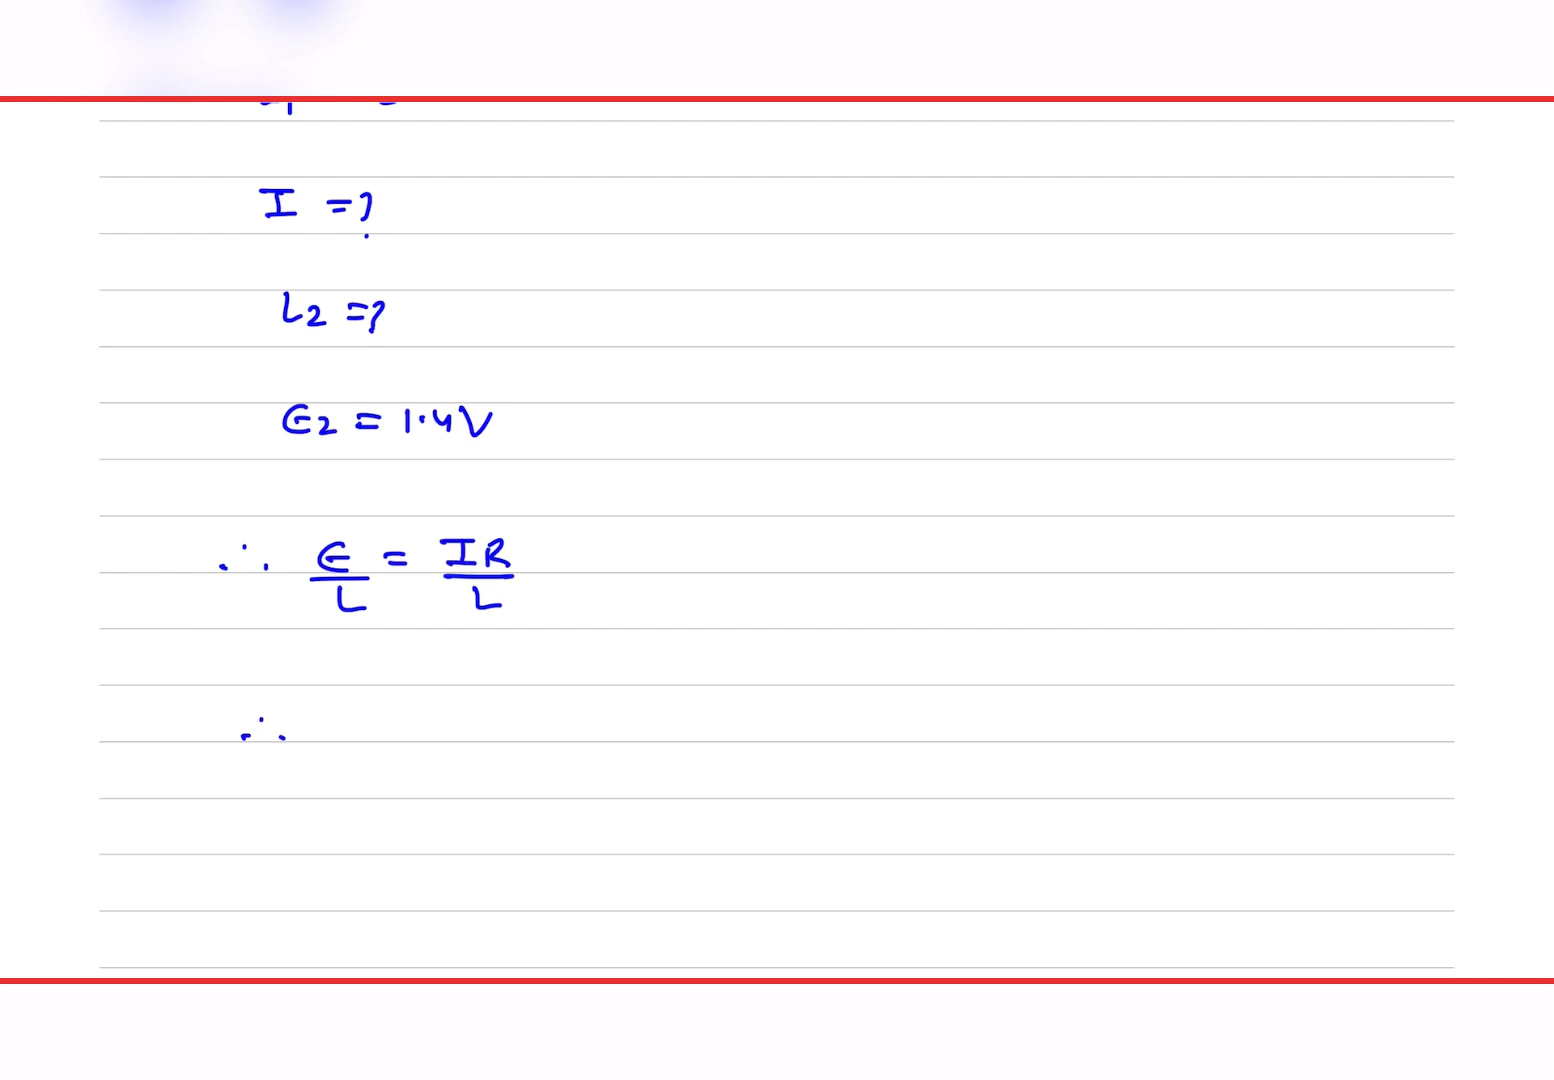 I = ?
L2 = ?
E2 = 1.4V
∴ E/L = IR/L
∴